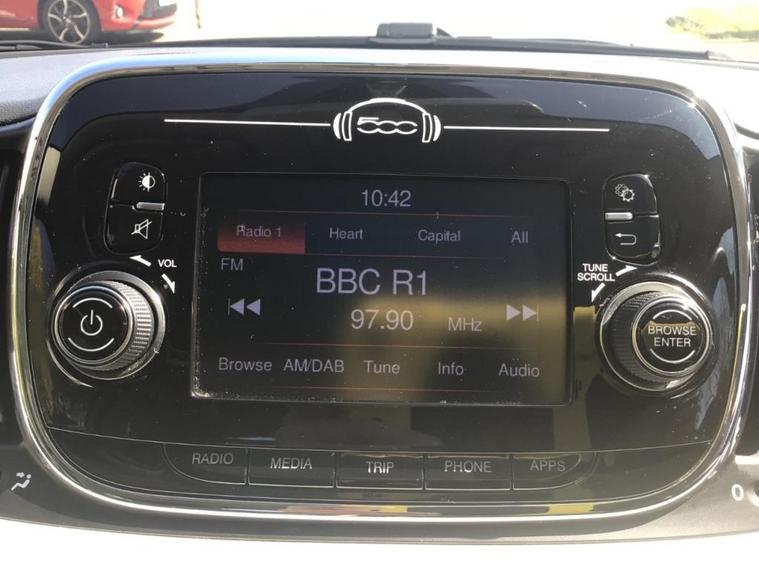 500
10:42
Radio 1 Heart Capital All
VOL
FM
BBC R1
TUNE
SCROLL
97.90 MHz
BROWSE
ENTER
Browse AM/DAB Tune Info Audio
RADIO MEDIA TRIP PHONE APPS
0